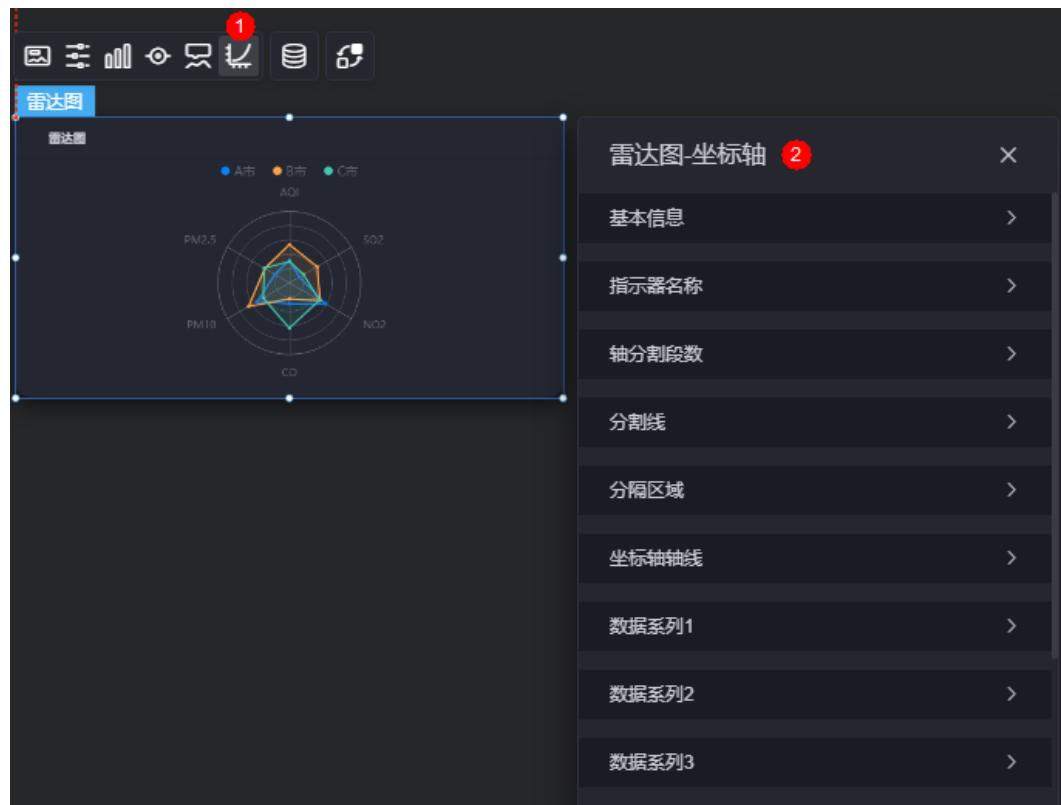 1
雷达图
雷达图
A市 B市 C市
AQI
PM2.5
SO2
PM10
NO2
CO
雷达图-坐标轴 2
基本信息
指示器名称
轴分割段数
分割线
分隔区域
坐标轴轴线
数据系列1
数据系列2
数据系列3